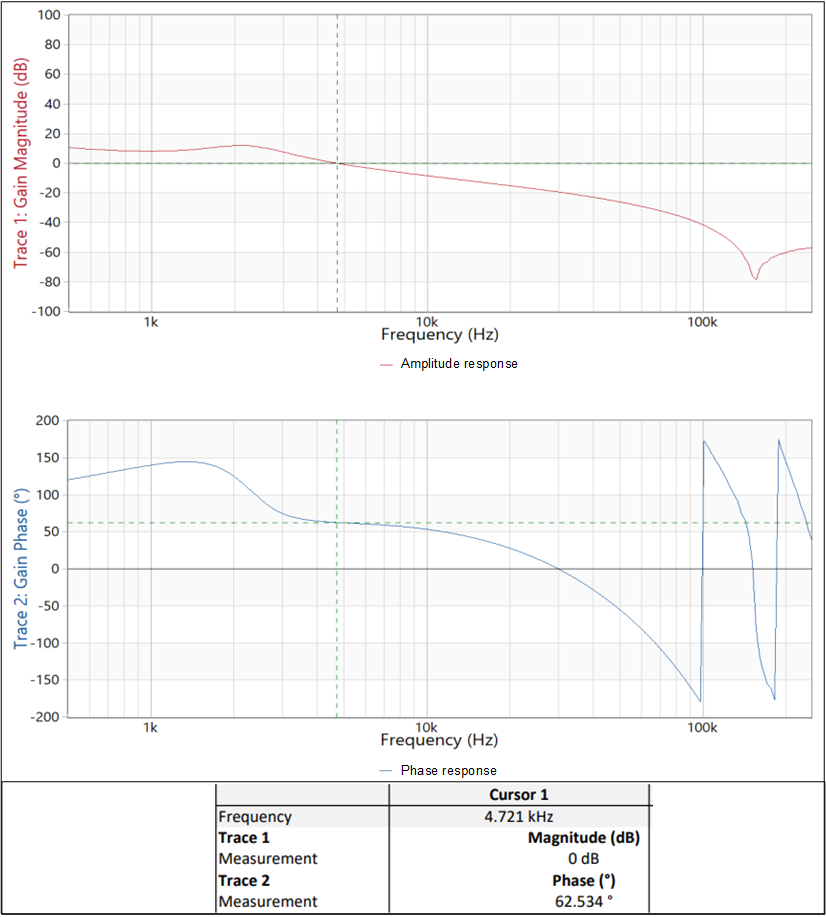 100
80
60
40
20
0
-20
-40
-60
-80
-100
Trace 1: Gain Magnitude (dB)
1k 10k 100k
Frequency (Hz)
Amplitude response
200
150
100
50
0
-50
-100
-150
-200
Trace 2: Gain Phase (°)
1k 10k 100k
Frequency (Hz)
Phase response
Cursor 1
Frequency 4.721 kHz
Trace 1 Magnitude (dB)
Measurement 0 dB
Trace 2 Phase (°)
Measurement 62.534 °